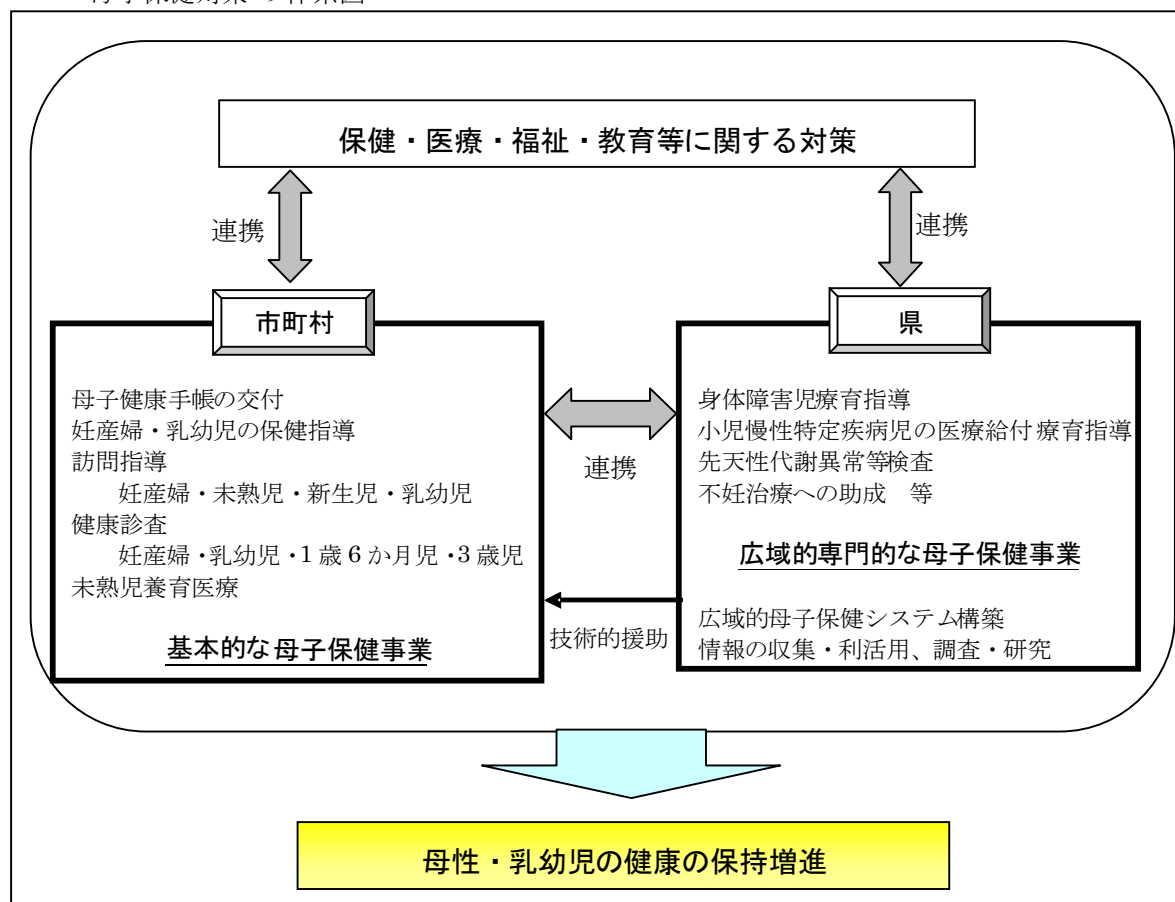 保健・医療・福祉・教育等に関する対策
連携
連携
市町村
母子健康手帳の交付
妊産婦・乳幼児の保健指導
訪問指導
妊産婦・未熟児・新生児・乳幼児
健康診査
妊産婦・乳幼児・1歳6か月児・3歳児
未熟児養育医療
基本的な母子保健事業
連携
技術的援助
県
身体障害児療育指導
小児慢性特定疾病児の医療給付療育指導
先天性代謝異常等検査
不妊治療への助成 等
広域的専門的な母子保健事業
広域的母子保健システム構築
情報の収集・利活用、調査・研究
母性・乳幼児の健康の保持増進